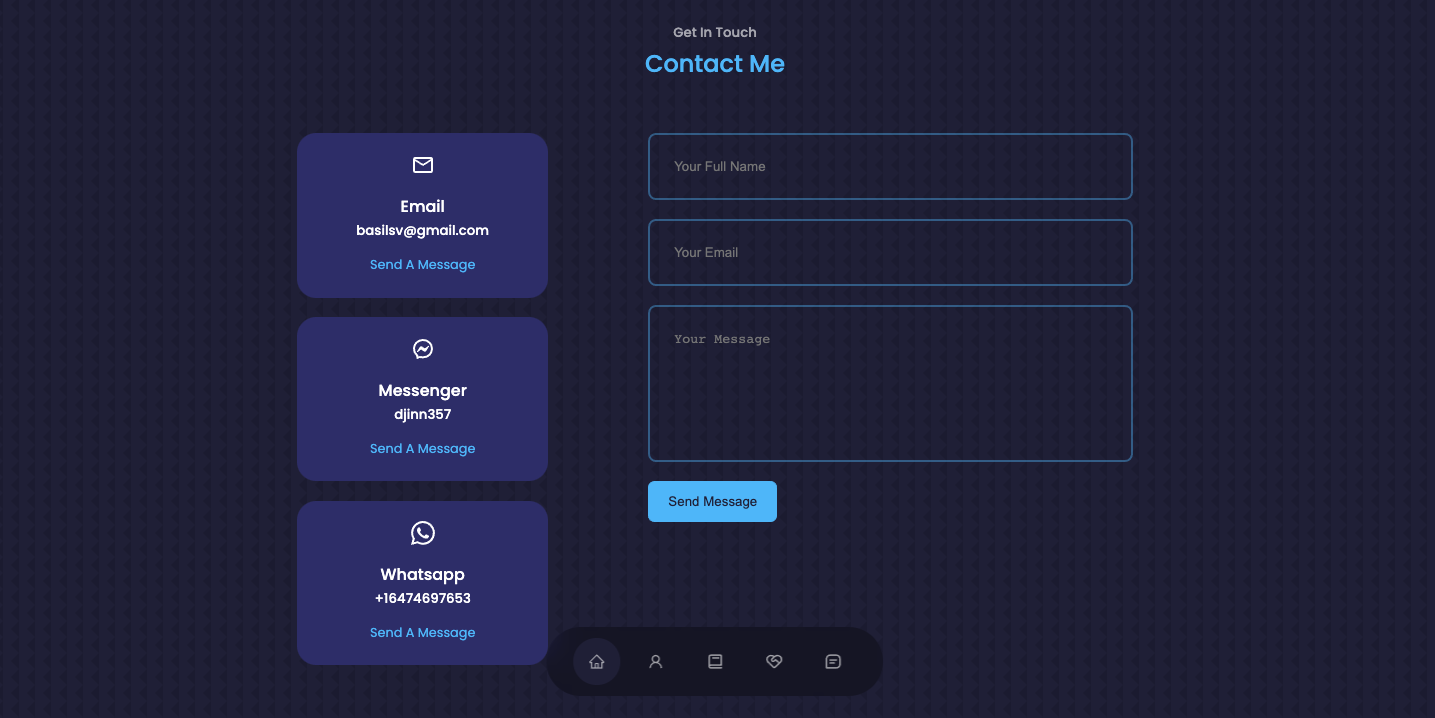 Get In Touch
Contact Me
Email
basilsv@gmail.com
Send A Message
Messenger
djinn357
Send A Message
Whatsapp
+16474697653
Send A Message
Your Full Name
Your Email
Your Message
Send Message